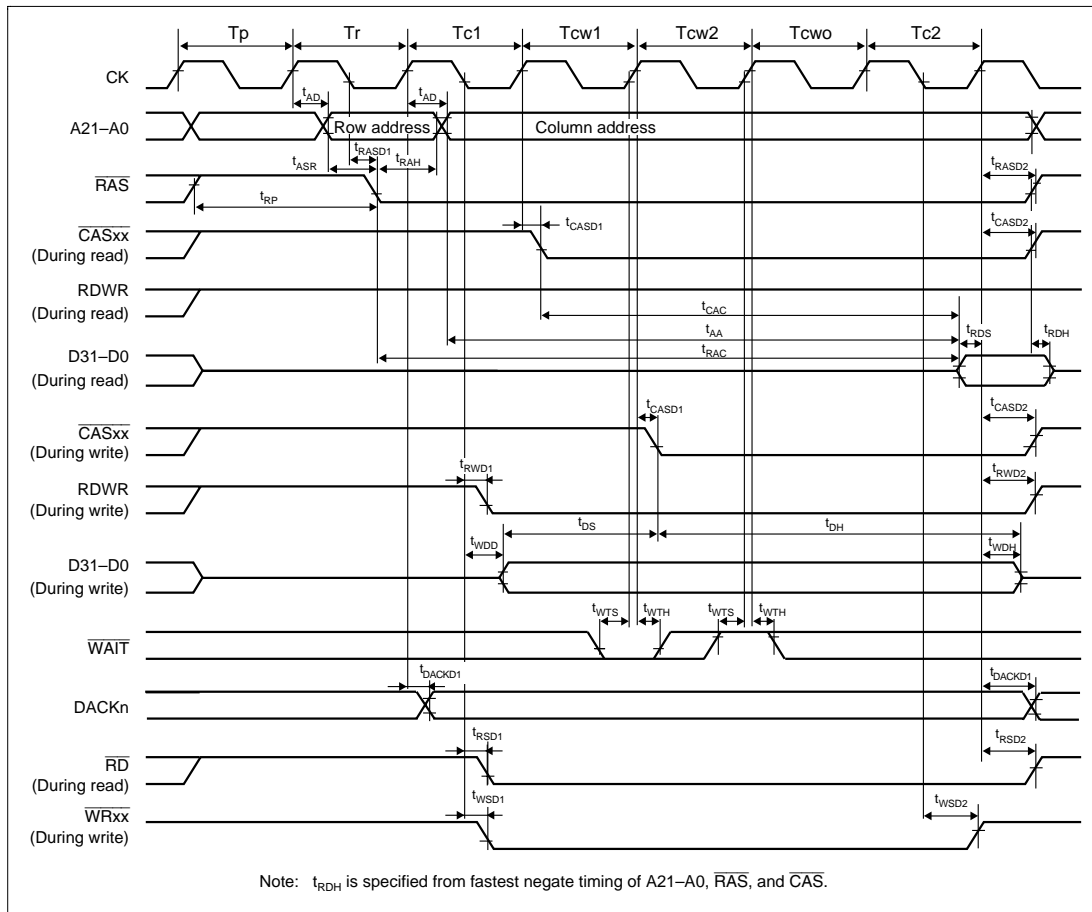 Tp Tr Tc1 Tcw1 Tcw2 Tcwo Tc2
CK
tAD tAD
A21–A0 Row address Column address
tRASD1
tASR tRAH tRASD2
RAS
tRP
tCASD1 tCASD2
CASxx
(During read)
RDWR
(During read)
tCAC
tAA tRDS tRDH
tRAC
D31–D0
(During read)
tCASD1 tCASD2
CASxx
(During write)
tRWD1 tRWD2
RDWR
(During write)
tDS tDH
tWDD tWDH
D31–D0
(During write)
tWTS tWTH tWTS tWTH
WAIT
tDACKD1 tDACKD1
DACKn
tRSD1 tRSD2
RD
(During read)
tWSD1 tWSD2
WRxx
(During write)
Note: tRDH is specified from fastest negate timing of A21–A0, RAS, and CAS.